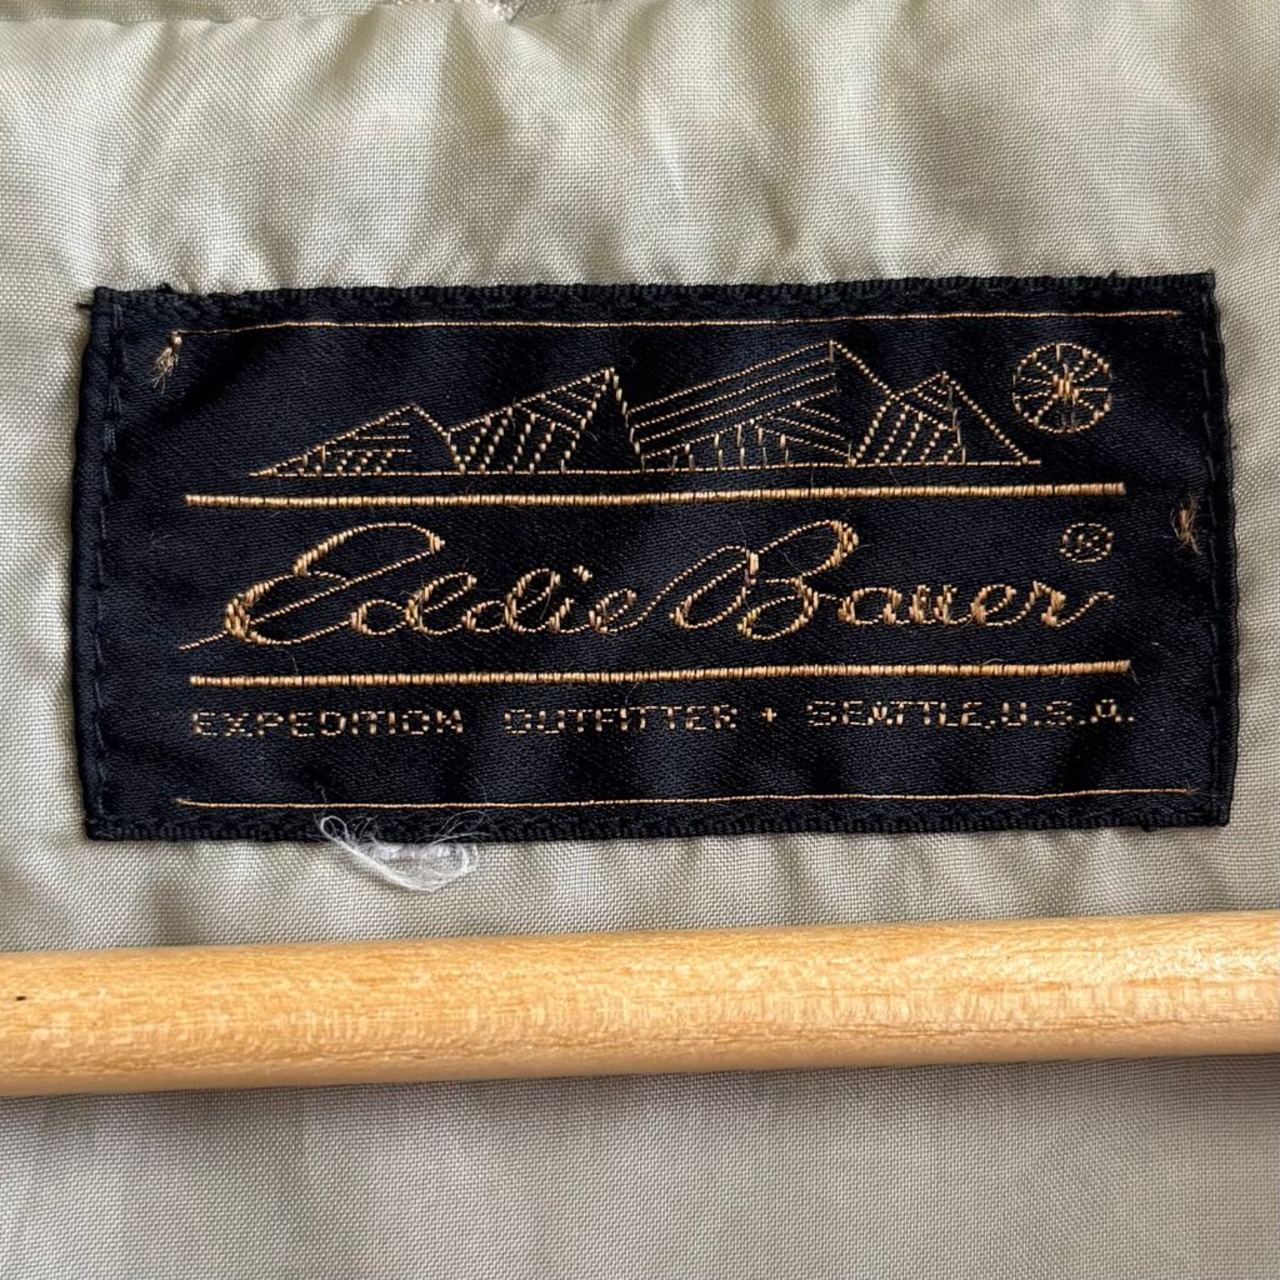 Eddie Bauer®
EXPEDITION OUTFITTER + SEATTLE, U.S.A.